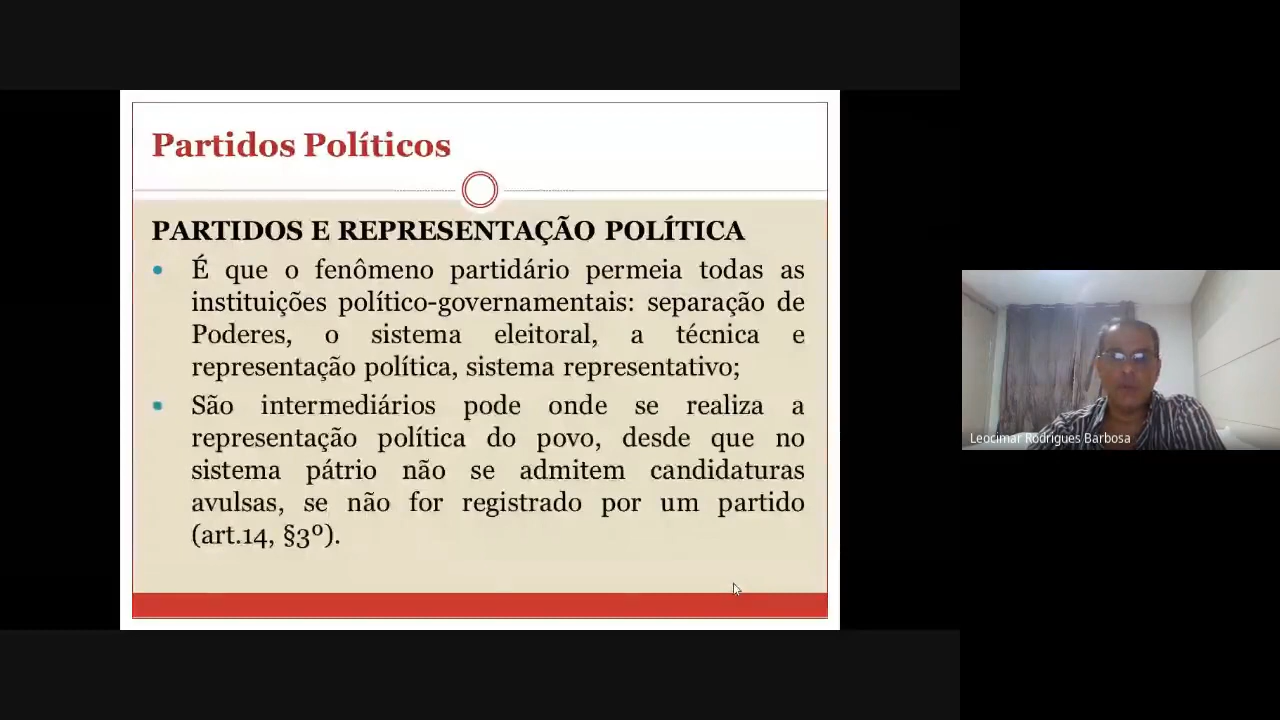 Partidos Políticos
PARTIDOS E REPRESENTAÇÃO POLÍTICA
• É que o fenômeno partidário permeia todas as
instituições político-governamentais: separação de
Poderes, o sistema eleitoral, a técnica e
representação política, sistema representativo;
• São intermediários pode onde se realiza a
representação política do povo, desde que no
sistema pátrio não se admitem candidaturas
avulsas, se não for registrado por um partido
(art.14, §3º).
Leocimar Rodrigues Barbosa